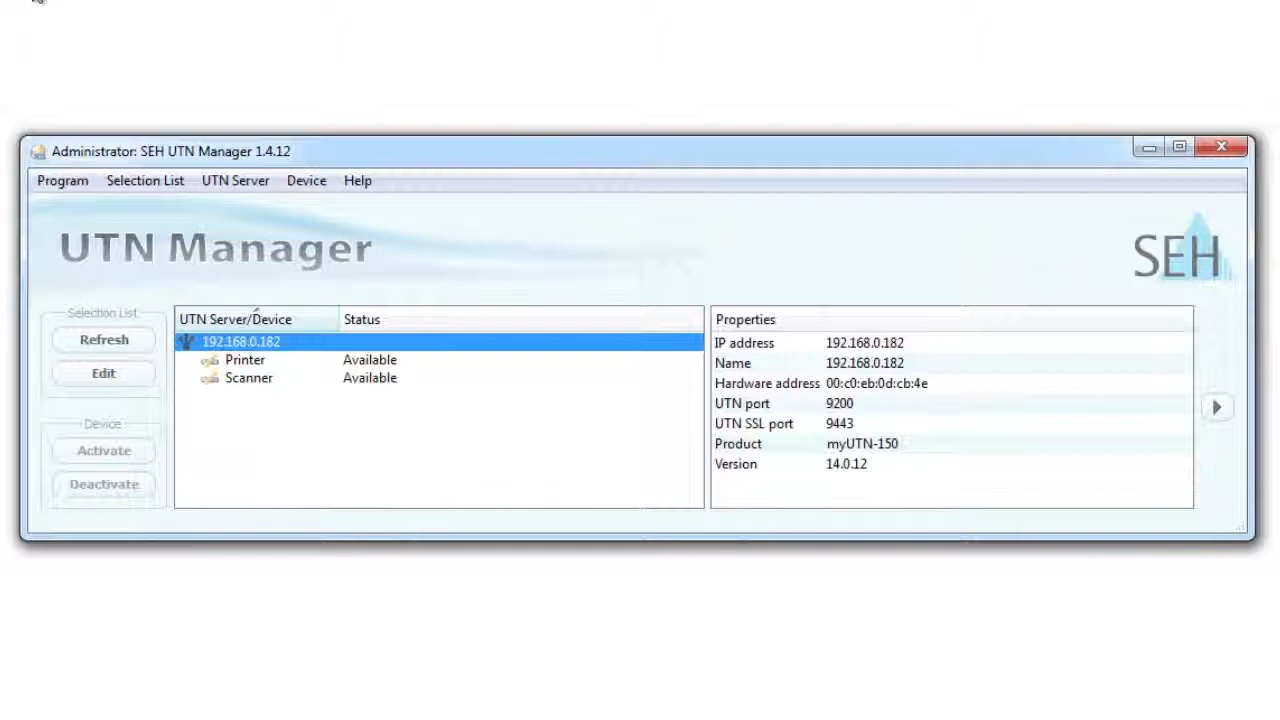 Administrator: SEH UTN Manager 1.4.12
Program Selection List UTN Server Device Help
UTN Manager
SEH
Selection List
Refresh
Edit
Device
Activate
Deactivate
UTN Server/Device Status
192.168.0.182
Printer Available
Scanner Available
Properties
IP address 192.168.0.182
Name 192.168.0.182
Hardware address 00:c0:eb:0d:cb:4e
UTN port 9200
UTN SSL port 9443
Product myUTN-150
Version 14.0.12